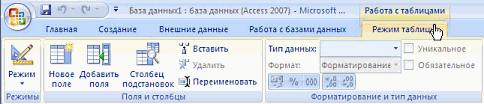 База данных1 : база данных (Access 2007) - Microsoft ...
Работа с таблицами
Главная Создание Внешние данные Работа с базами данных Режим таблицы
Режим
Новое поле
Добавить поля
Столбец подстановок
Вставить
Удалить
Переименовать
Тип данных:
Формат: Форматирование
% 000
Уникальное
Обязательное
Режимы Поля и столбцы Форматирование и тип данных